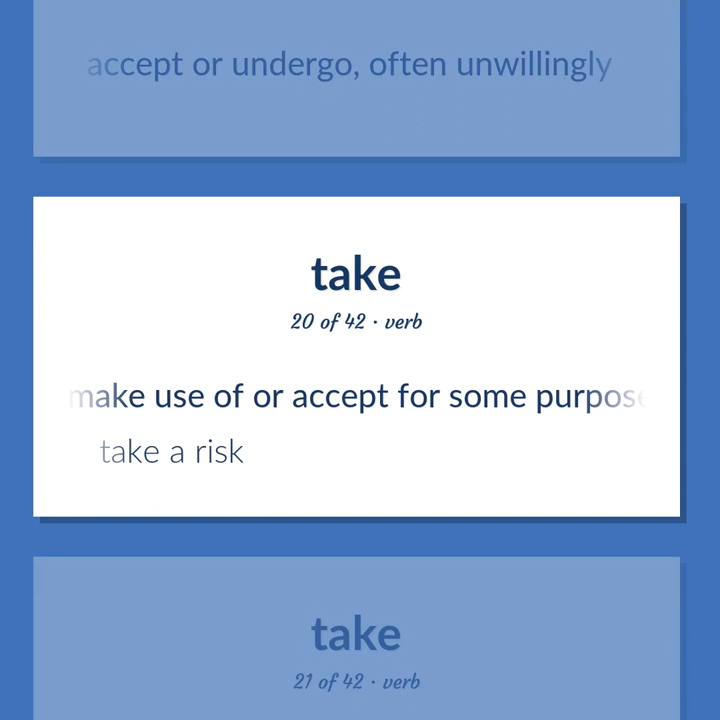 accept or undergo, often unwillingly
take
20 of 42 · verb
make use of or accept for some purpose
take a risk
take
21 of 42 · verb